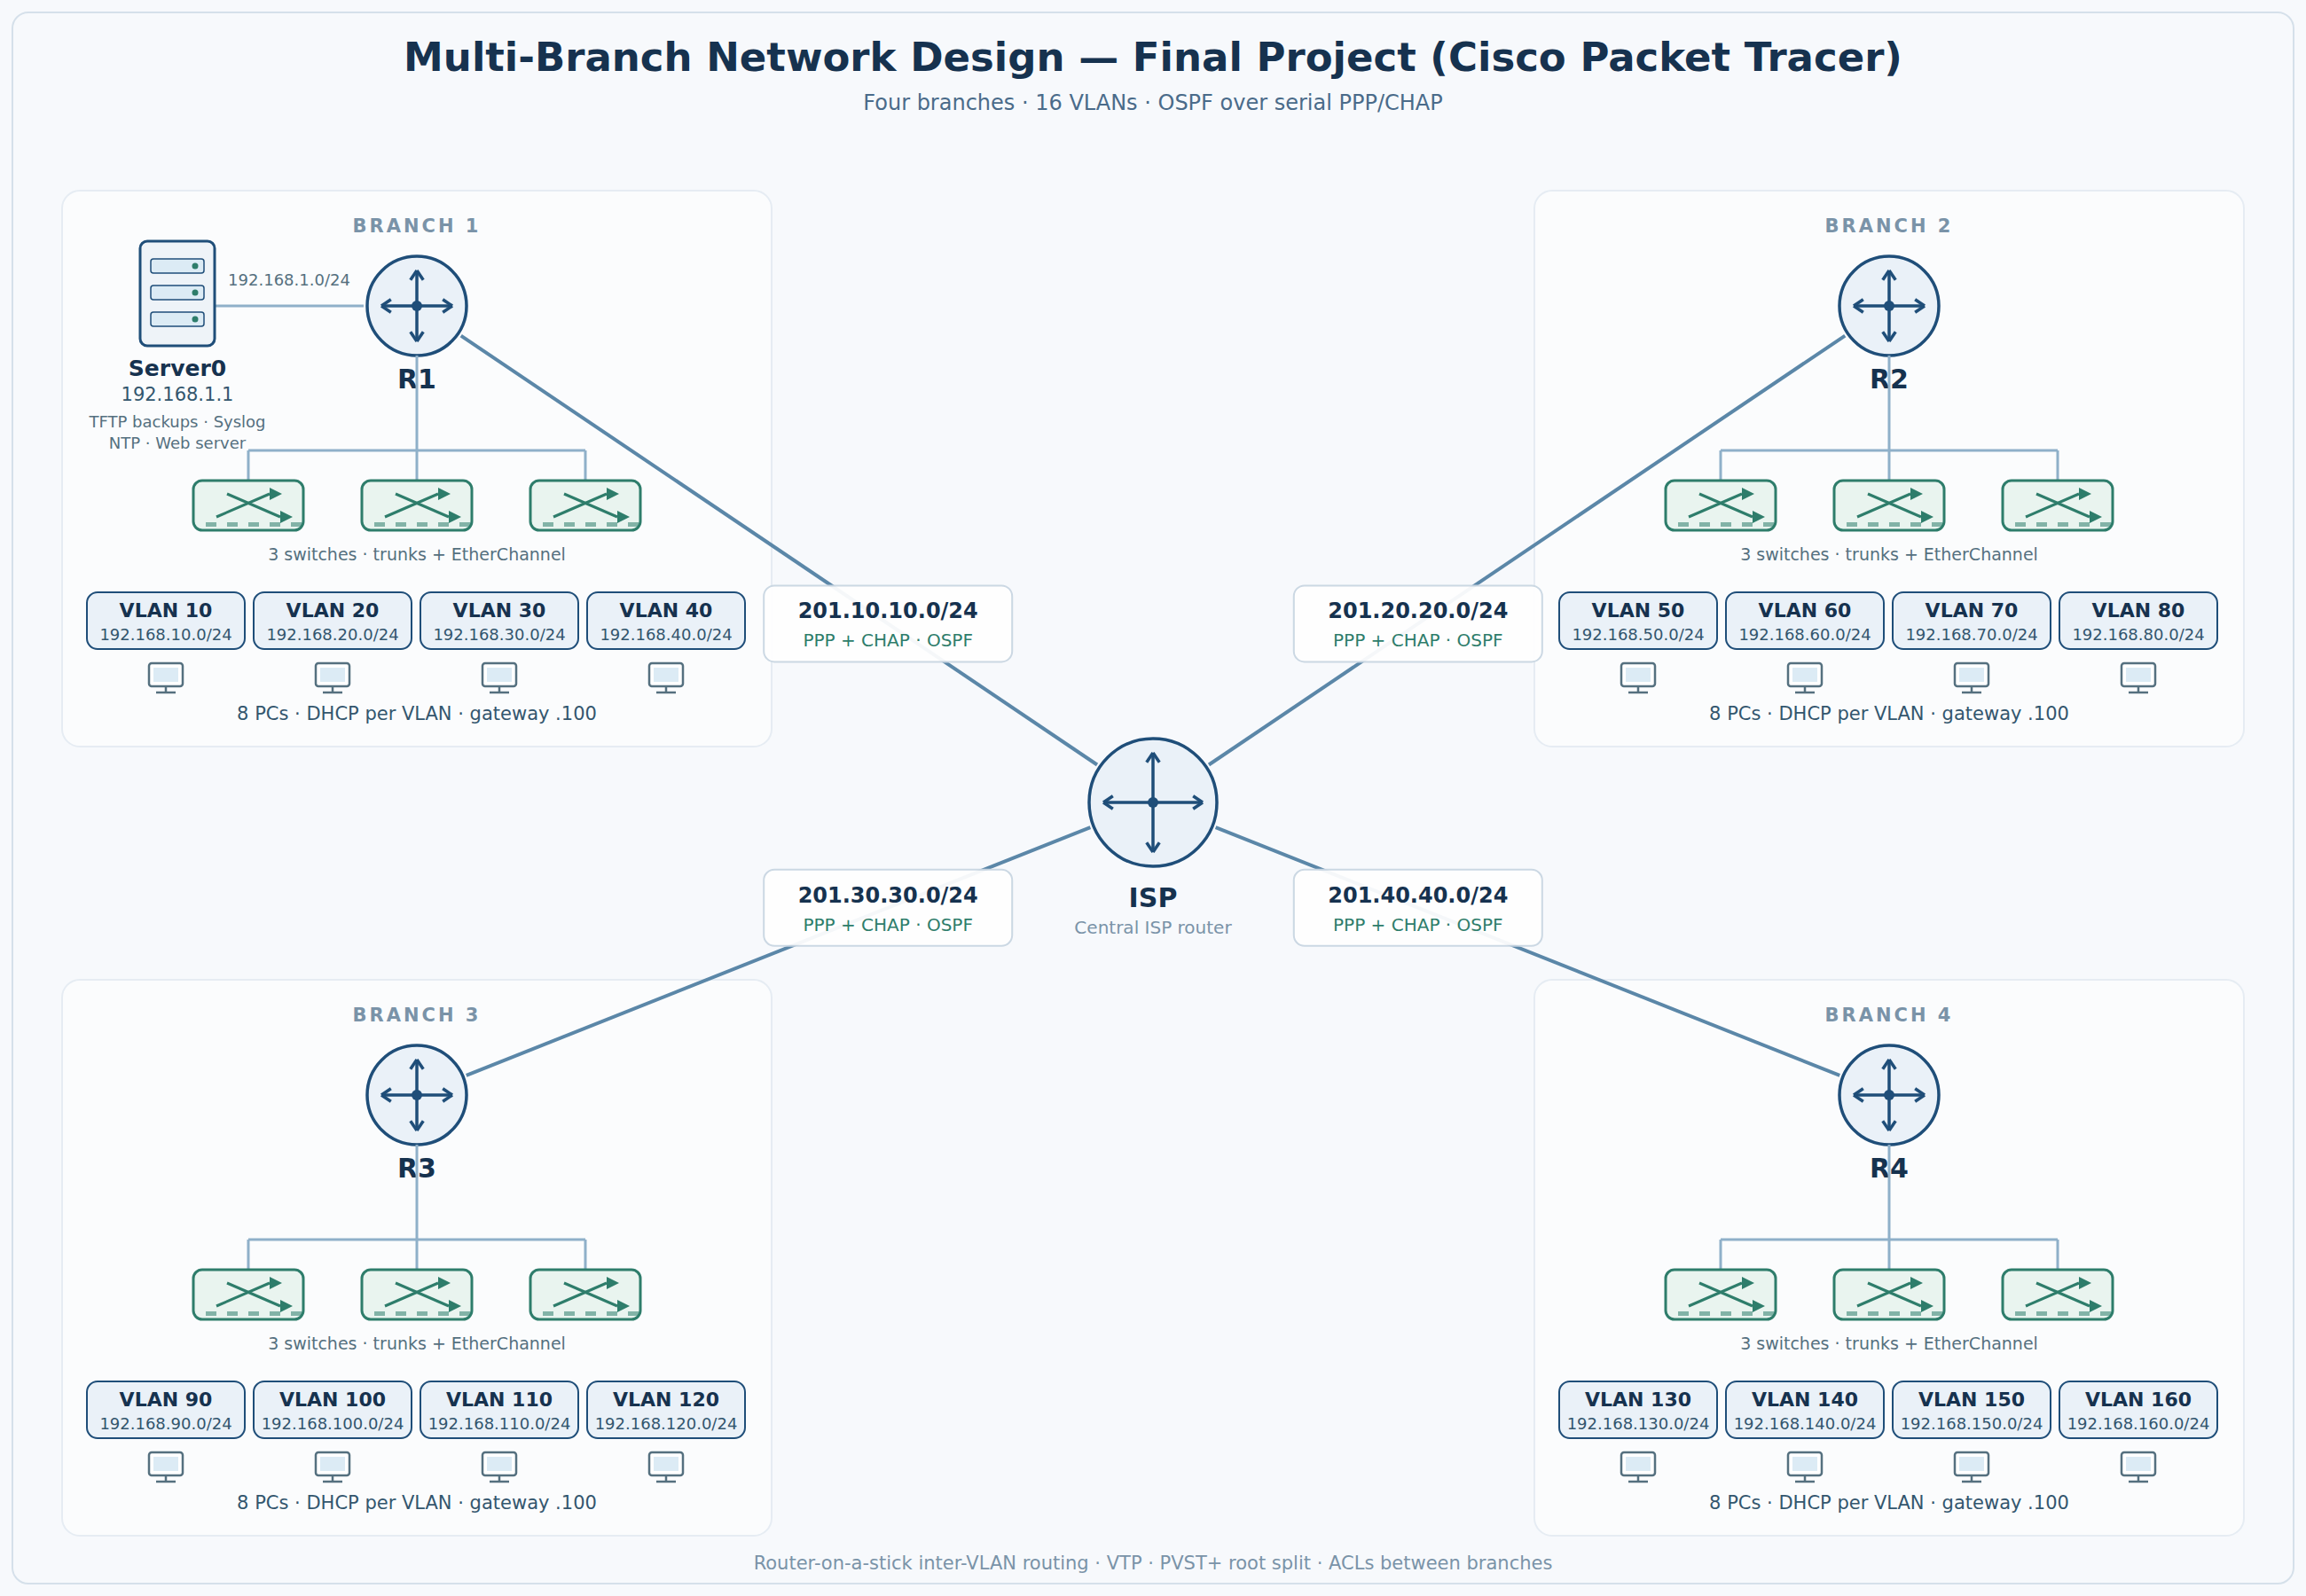 Multi-Branch Network Design — Final Project (Cisco Packet Tracer)
Four branches · 16 VLANs · OSPF over serial PPP/CHAP
BRANCH 1
192.168.1.0/24
Server0
192.168.1.1
TFTP backups · Syslog
NTP · Web server
R1
3 switches · trunks + EtherChannel
VLAN 10
192.168.10.0/24
VLAN 20
192.168.20.0/24
VLAN 30
192.168.30.0/24
VLAN 40
192.168.40.0/24
8 PCs · DHCP per VLAN · gateway .100
BRANCH 2
R2
3 switches · trunks + EtherChannel
VLAN 50
192.168.50.0/24
VLAN 60
192.168.60.0/24
VLAN 70
192.168.70.0/24
VLAN 80
192.168.80.0/24
8 PCs · DHCP per VLAN · gateway .100
201.10.10.0/24
PPP + CHAP · OSPF
201.20.20.0/24
PPP + CHAP · OSPF
ISP
Central ISP router
201.30.30.0/24
PPP + CHAP · OSPF
201.40.40.0/24
PPP + CHAP · OSPF
BRANCH 3
R3
3 switches · trunks + EtherChannel
VLAN 90
192.168.90.0/24
VLAN 100
192.168.100.0/24
VLAN 110
192.168.110.0/24
VLAN 120
192.168.120.0/24
8 PCs · DHCP per VLAN · gateway .100
BRANCH 4
R4
3 switches · trunks + EtherChannel
VLAN 130
192.168.130.0/24
VLAN 140
192.168.140.0/24
VLAN 150
192.168.150.0/24
VLAN 160
192.168.160.0/24
8 PCs · DHCP per VLAN · gateway .100
Router-on-a-stick inter-VLAN routing · VTP · PVST+ root split · ACLs between branches